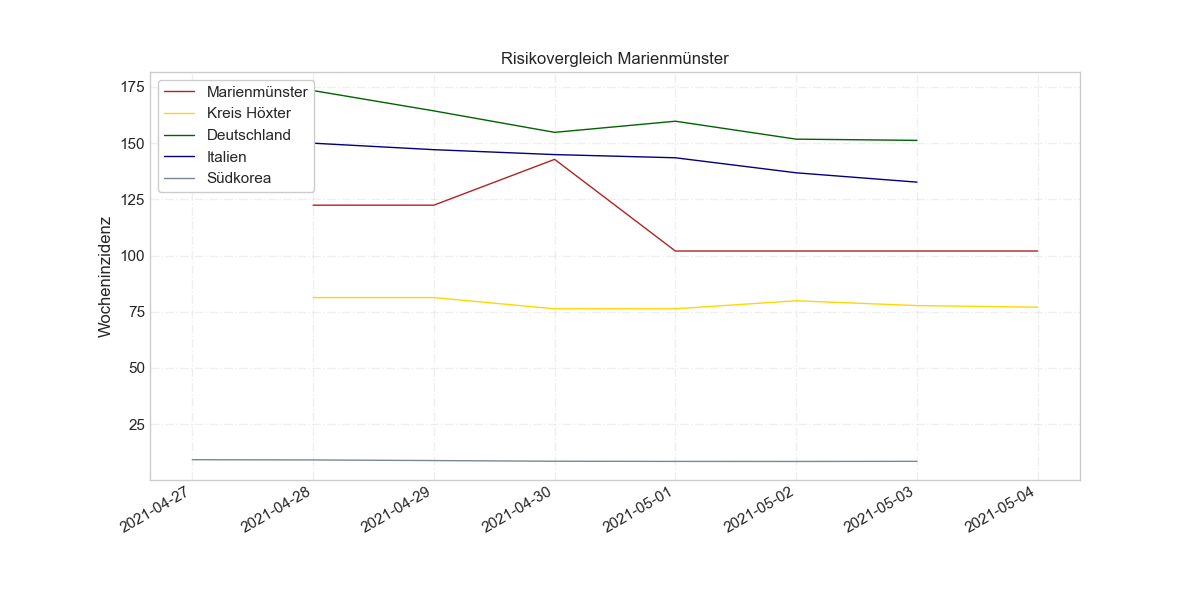 Risikovergleich Marienmünster
Marienmünster
Kreis Höxter
Deutschland
Italien
Südkorea
Wocheninzidenz
175
150
125
100
75
50
25
2021-04-27
2021-04-28
2021-04-29
2021-04-30
2021-05-01
2021-05-02
2021-05-03
2021-05-04